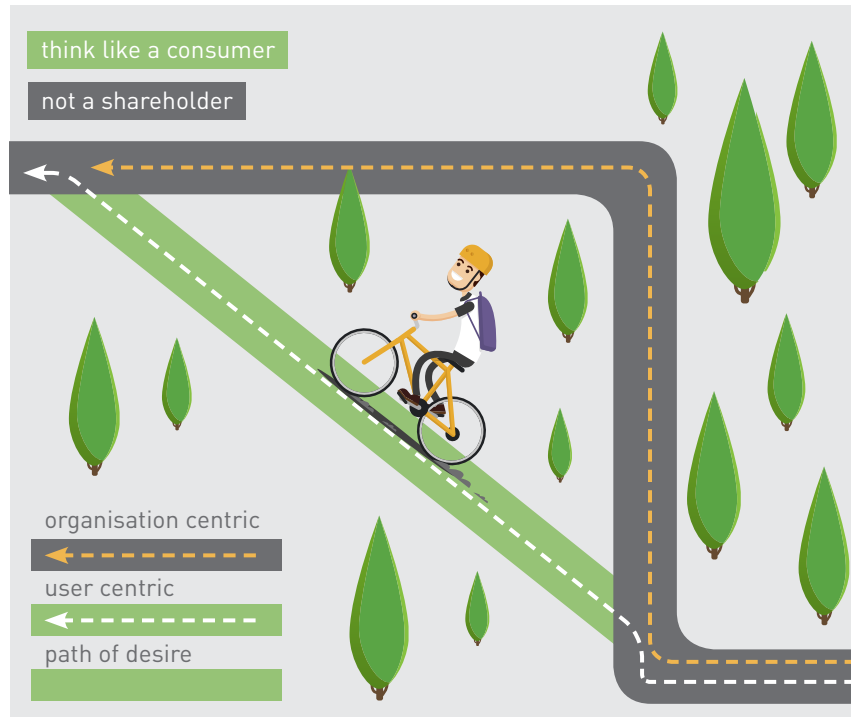 think like a consumer
not a shareholder
organisation centric
user centric
path of desire